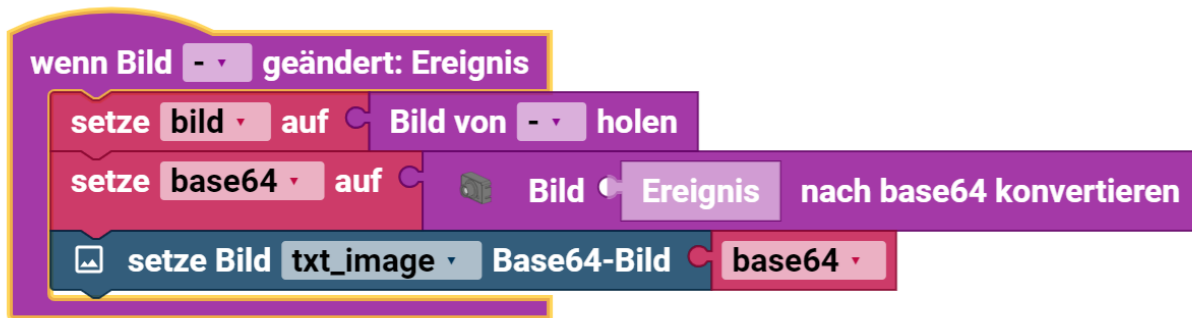 wenn Bild - geändert: Ereignis
setze bild auf Bild von - holen
setze base64 auf Bild Ereignis nach base64 konvertieren
setze Bild txt_image Base64-Bild base64